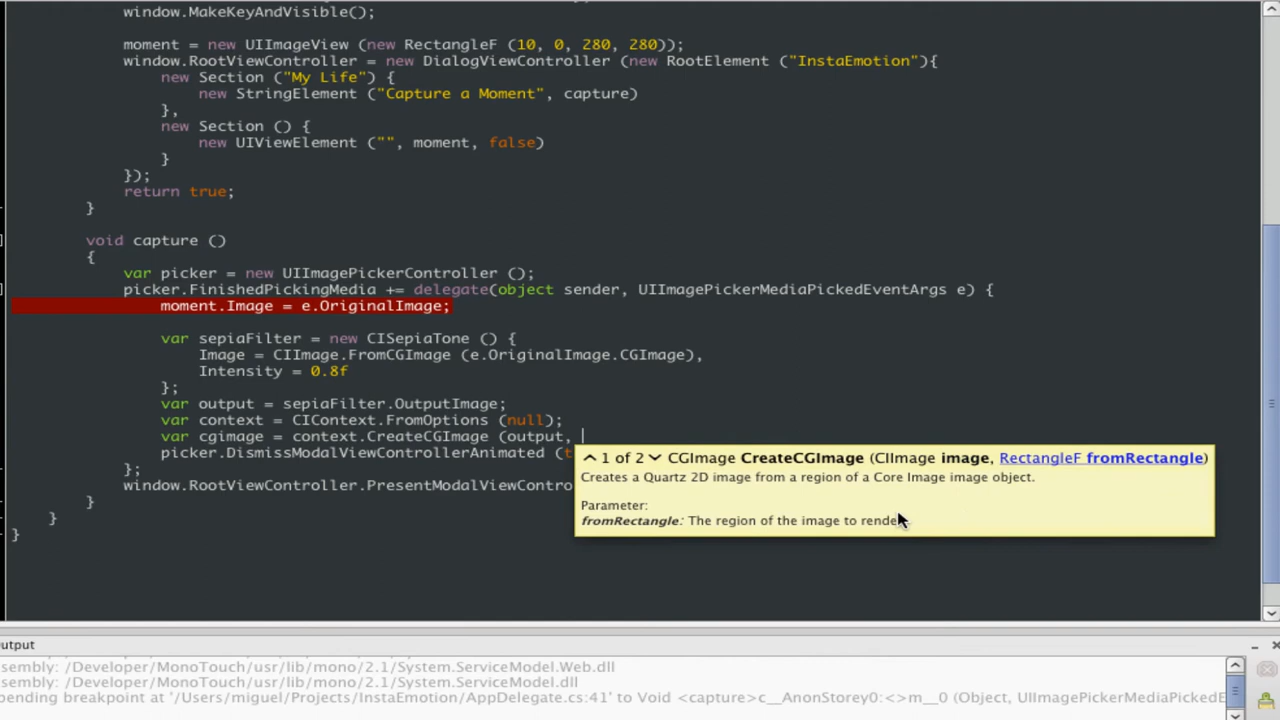 window.MakeKeyAndVisible();
moment = new UIImageView (new RectangleF (10, 0, 280, 280));
window.RootViewController = new DialogViewController (new RootElement ("InstaEmotion"){
new Section ("My Life") {
new StringElement ("Capture a Moment", capture)
},
new Section () {
new UIViewElement ("", moment, false)
}
});
return true;
}
void capture ()
{
var picker = new UIImagePickerController ();
picker.FinishedPickingMedia += delegate(object sender, UIImagePickerMediaPickedEventArgs e) {
moment.Image = e.OriginalImage;
var sepiaFilter = new CISepiaTone () {
Image = CIImage.FromCGImage (e.OriginalImage.CGImage),
Intensity = 0.8f
};
var output = sepiaFilter.OutputImage;
var context = CIContext.FromOptions (null);
var cgimage = context.CreateCGImage (output,
picker.DismissModalViewControllerAnimated (t
};
window.RootViewController.PresentModalViewContro
}
}
}
1 of 2 CGImage CreateCGImage (CIImage image, RectangleF fromRectangle)
Creates a Quartz 2D image from a region of a Core Image image object.
Parameter:
fromRectangle: The region of the image to rende
utput
sembly: /Developer/MonoTouch/usr/lib/mono/2.1/System.ServiceModel.Web.dll
sembly: /Developer/MonoTouch/usr/lib/mono/2.1/System.ServiceModel.dll
pending breakpoint at '/Users/miguel/Projects/InstaEmotion/AppDelegate.cs:41' to Void <capture>c__AnonStorey0:<>m__0 (Object, UIImagePickerMediaPickedE